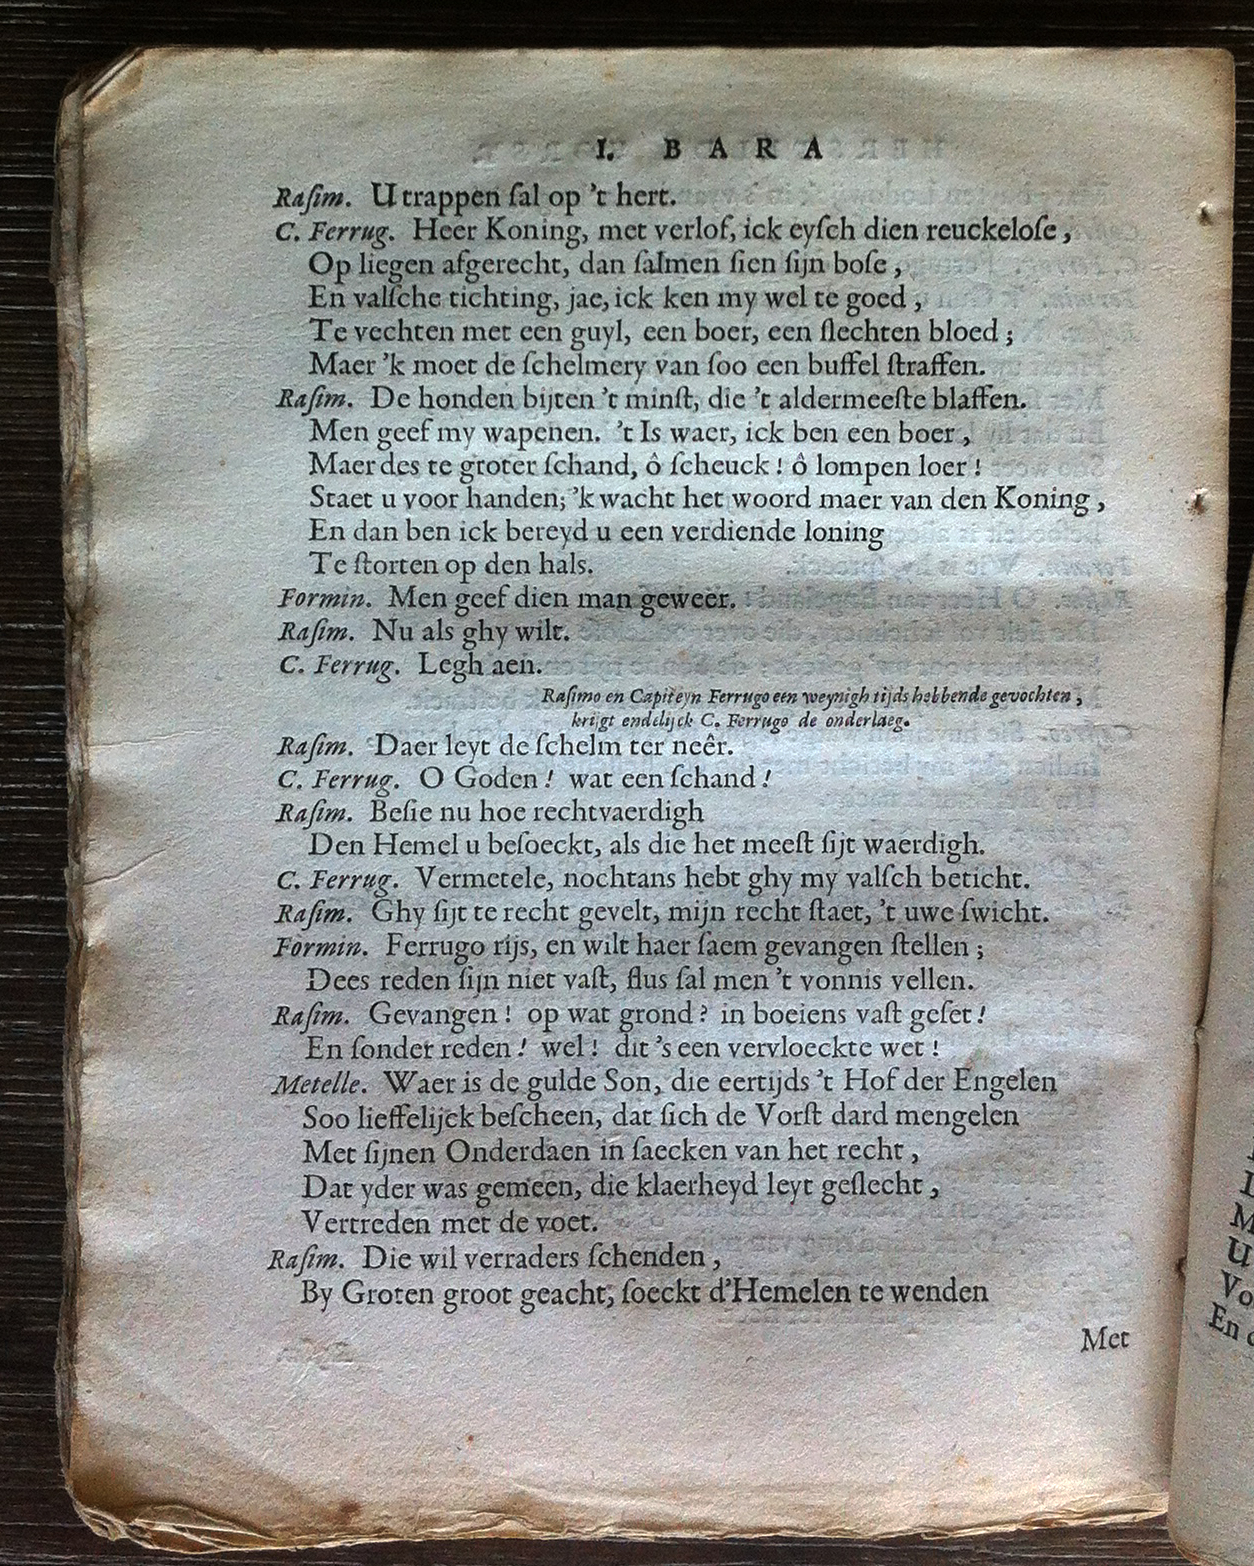 I. BARA
Raſim. U trappen ſal op 't hert.
C. Ferrug. Heer Koning, met verlof, ick eyſch dien reuckeloſe,
Op liegen afgerecht, dan ſalmen ſien ſijn boſe,
En valſche tichting, jae, ick ken my wel te goed,
Te vechten met een guyl, een boer, een ſlechten bloed;
Maer 'k moet de ſchelmery van ſoo een buffel ſtraffen.
Raſim. De honden bijten 't minſt, die 't aldermeeſte blaffen.
Men geef my wapenen. 't Is waer, ick ben een boer,
Maer des te groter ſchand, ô ſcheuck! ô lompen loer!
Staet u voor handen; 'k wacht het woord maer van den Koning,
En dan ben ick bereyd u een verdiende loning
Te ſtorten op den hals.
Formin. Men geef dien man geweer.
Raſim. Nu als ghy wilt.
C. Ferrug. Legh aen.
Raſimo en Capiteyn Ferrugo een weynigh tijds hebbende gevochten,
krijgt endelijck C. Ferrugo de onderlaeg.
Raſim. Daer leyt de ſchelm ter neêr.
C. Ferrug. O Goden! wat een ſchand!
Raſim. Beſie nu hoe rechtvaerdigh
Den Hemel u beſoeckt, als die het meeſt ſijt waerdigh.
C. Ferrug. Vermetele, nochtans hebt ghy my valſch beticht.
Raſim. Ghy ſijt te recht gevelt, mijn recht ſtaet, 't uwe ſwicht.
Formin. Ferrugo rijs, en wilt haer ſaem gevangen ſtellen;
Dees reden ſijn niet vaſt, flus ſal men 't vonnis vellen.
Raſim. Gevangen! op wat grond? in boeiens vaſt geſet!
En ſonder reden! wel! dit 's een vervloeckte wet!
Metelle. Waer is de gulde Son, die eertijds 't Hof der Engelen
Soo lieffelijck beſcheen, dat ſich de Vorſt dard mengelen
Met ſijnen Onderdaen in ſaecken van het recht,
Dat yder was gemeen, die klaerheyd leyt geſlecht,
Vertreden met de voet.
Raſim. Die wil verraders ſchenden,
By Groten groot geacht, ſoeckt d'Hemelen te wenden
Met